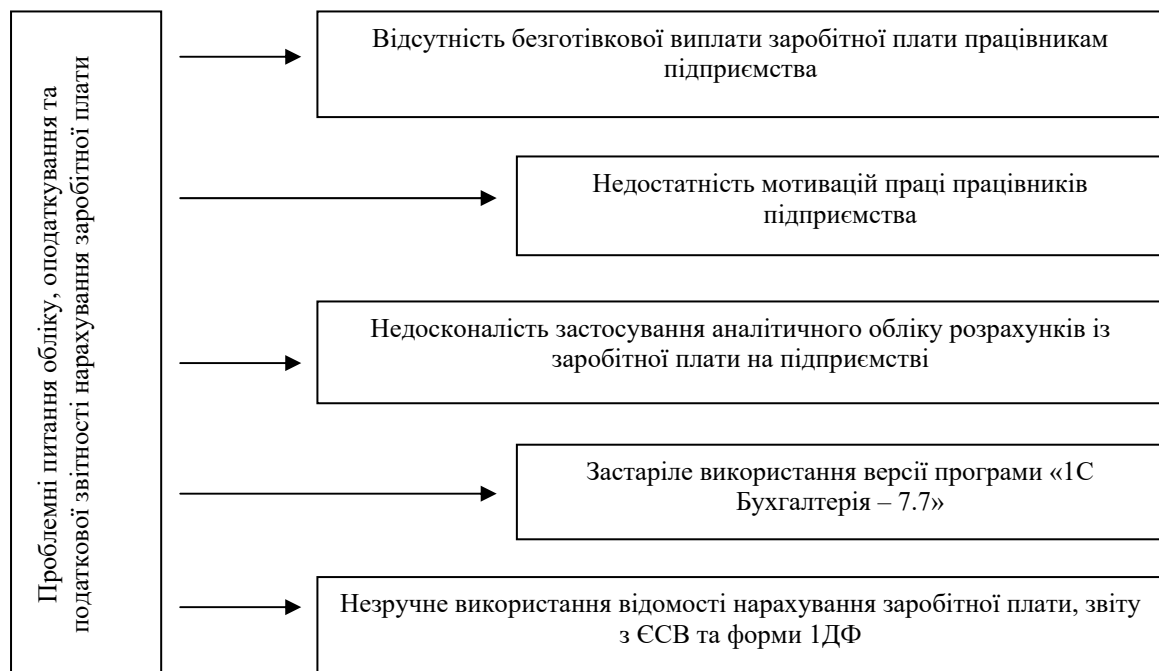 Проблемні питання обліку, оподаткування та
податкової звітності нарахування заробітної плати
Відсутність безготівкової виплати заробітної плати працівникам
підприємства
Недостатність мотивацій праці працівників
підприємства
Недосконалість застосування аналітичного обліку розрахунків із
заробітної плати на підприємстві
Застаріле використання версії програми «1С
Бухгалтерія – 7.7»
Незручне використання відомості нарахування заробітної плати, звіту
з ЄСВ та форми 1ДФ